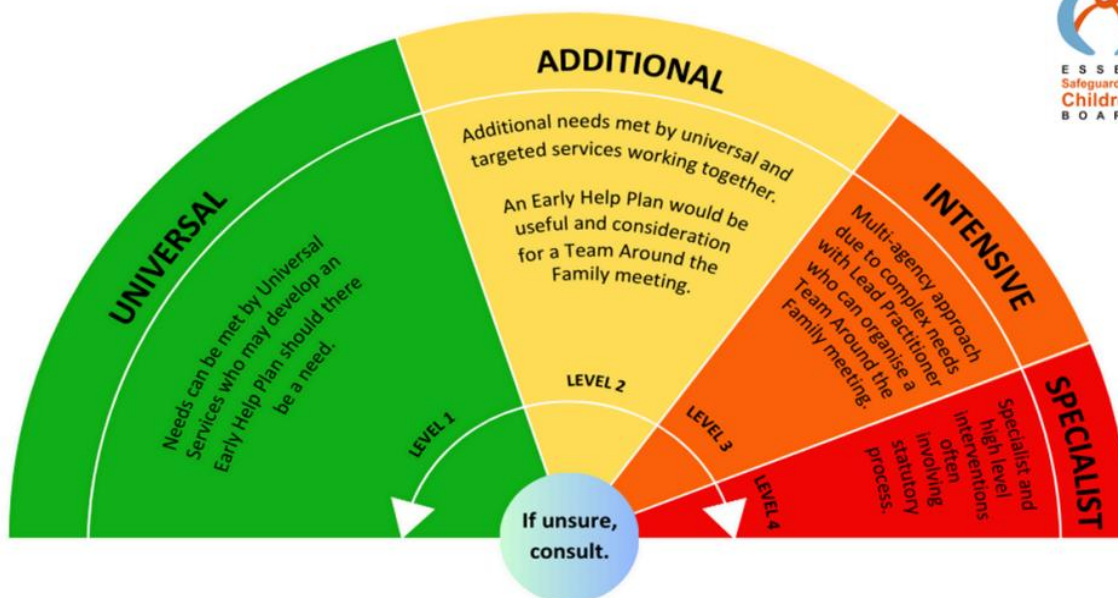 UNIVERSAL
Needs can be met by Universal
Services who may develop an
Early Help Plan should there
be a need.
LEVEL 1
ADDITIONAL
Additional needs met by universal and
targeted services working together.
An Early Help Plan would be
useful and consideration
for a Team Around the
Family meeting.
LEVEL 2
INTENSIVE
Multi-agency approach
due to complex needs
with Lead Practitioner
who can organise a
Team Around the
Family meeting.
LEVEL 3
SPECIALIST
Specialist and
high level
interventions
often
involving
statutory
process.
LEVEL 4
If unsure,
consult.